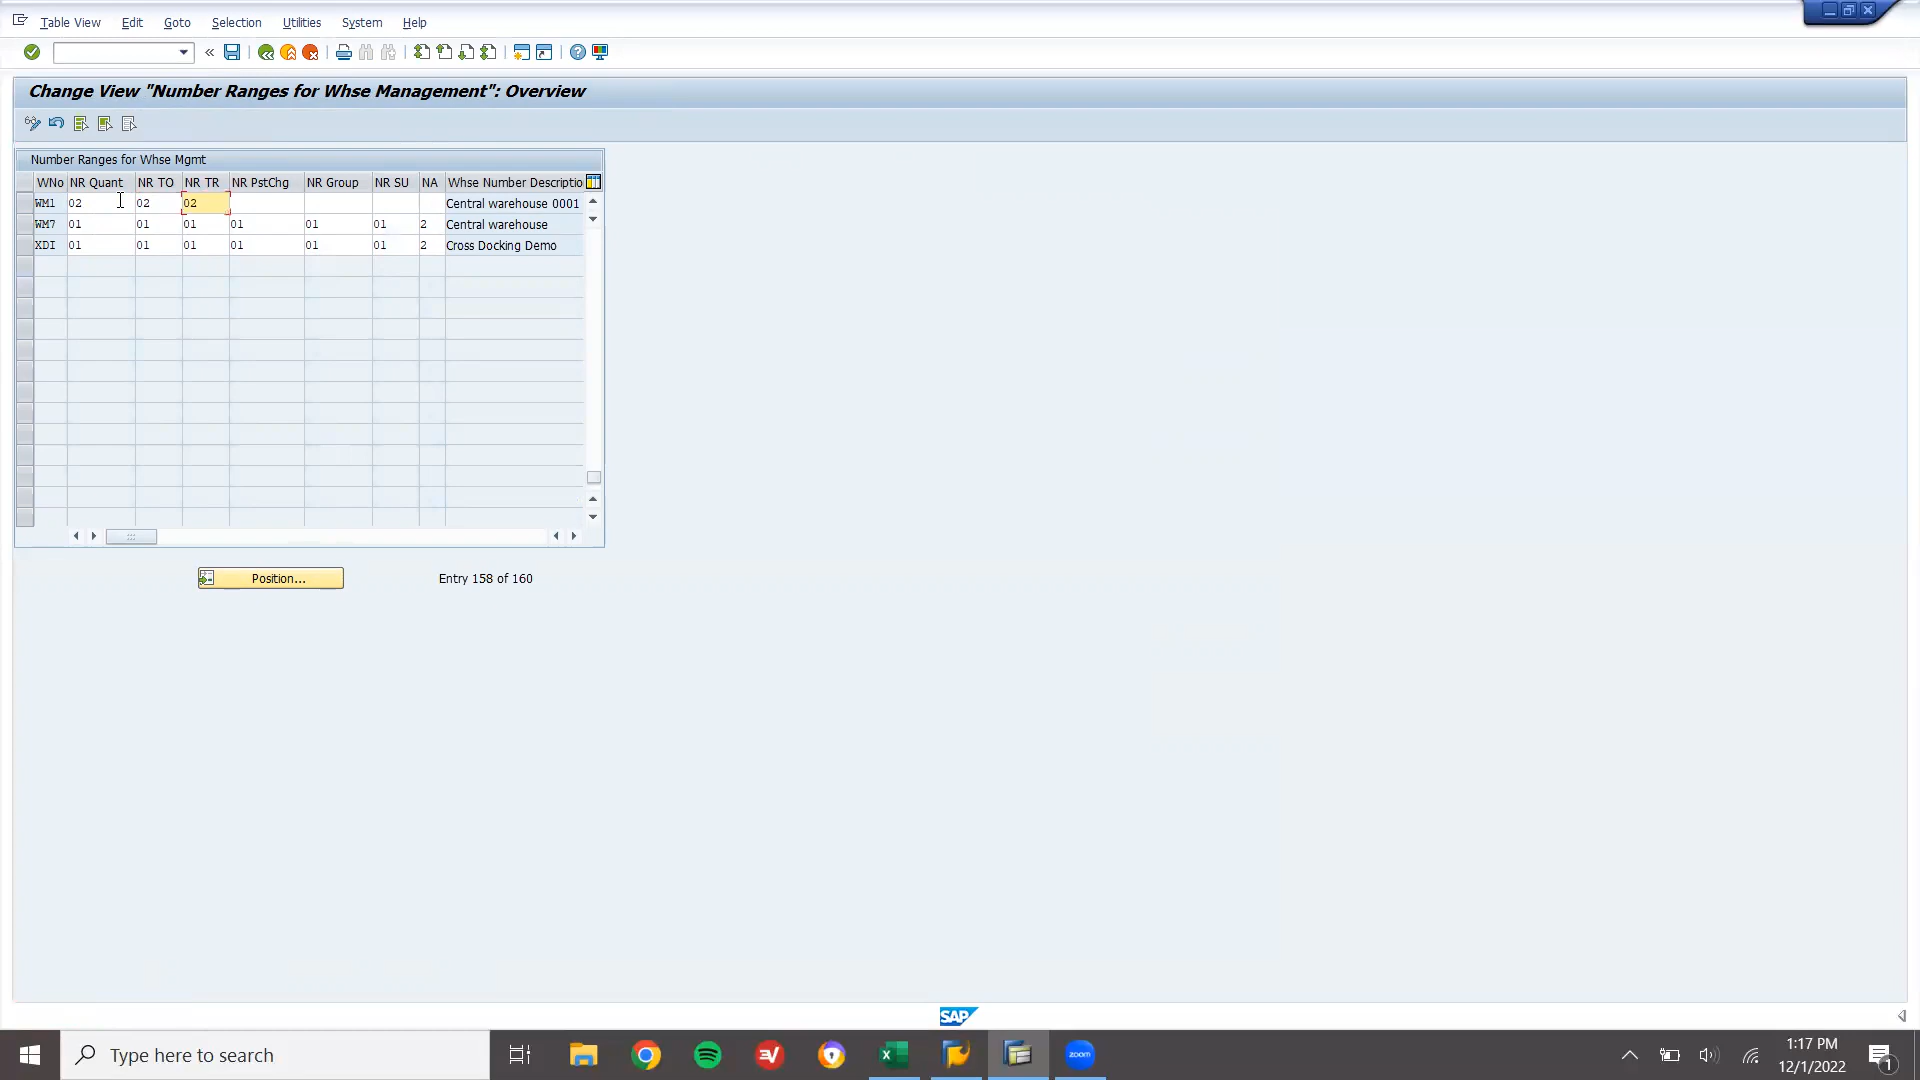 Table View Edit Goto Selection Utilities System Help
Change View "Number Ranges for Whse Management": Overview
Number Ranges for Whse Mgmt
WNo NR Quant NR TO NR TR NR PstChg NR Group NR SU NA Whse Number Descriptio
WM1 02 02 02 Central warehouse 0001
WM7 01 01 01 01 01 01 2 Central warehouse
XDI 01 01 01 01 01 01 2 Cross Docking Demo
Position... Entry 158 of 160
SAP
Type here to search
zoom
1:17 PM
12/1/2022
1